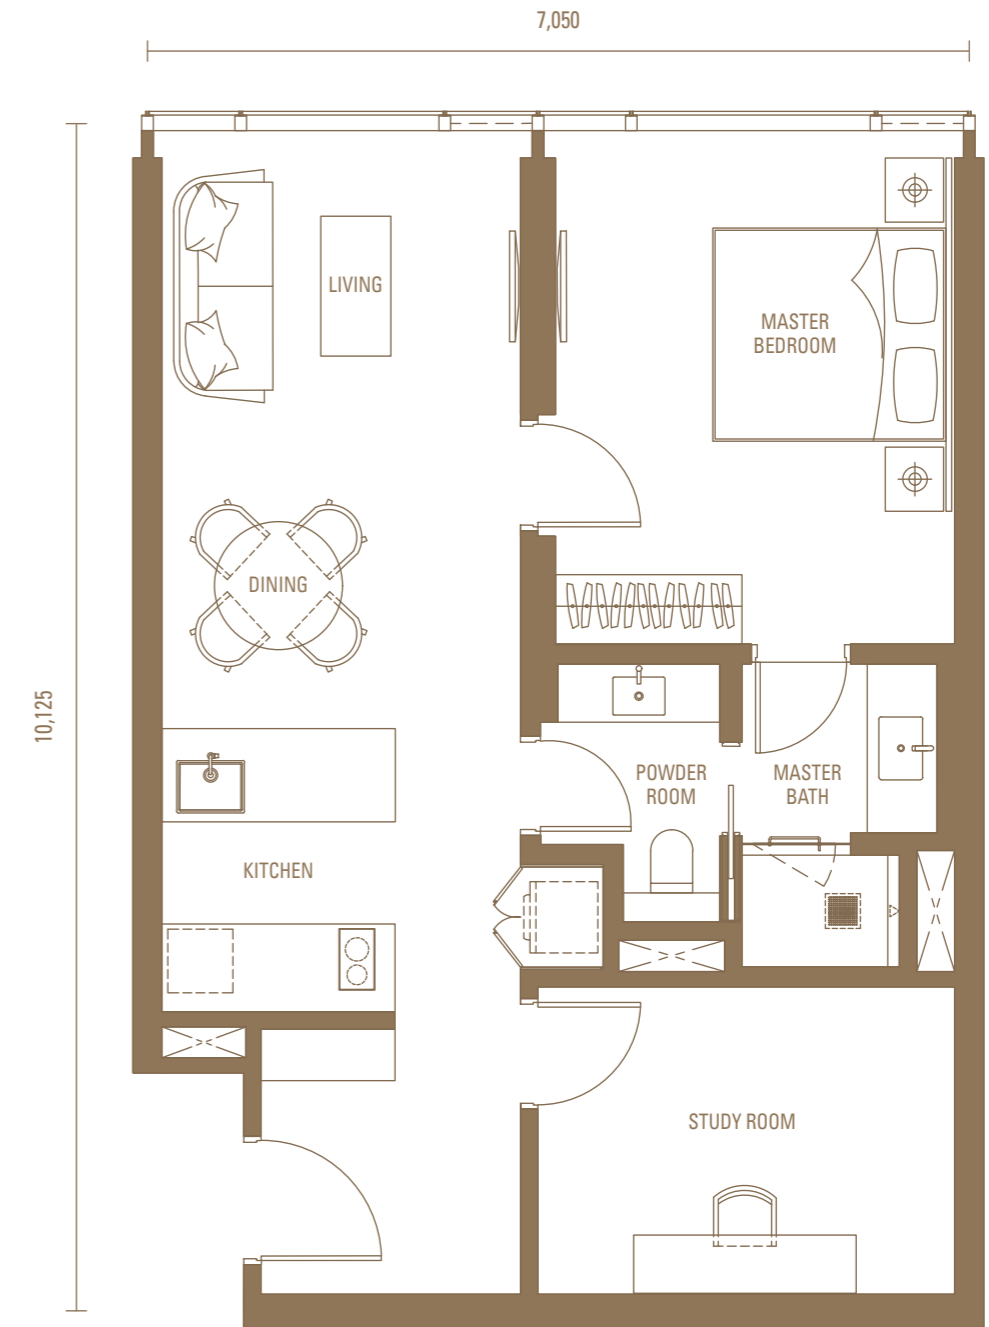 7,050
LIVING
MASTER
BEDROOM
DINING
10,125
POWDER
ROOM
MASTER
BATH
KITCHEN
STUDY ROOM